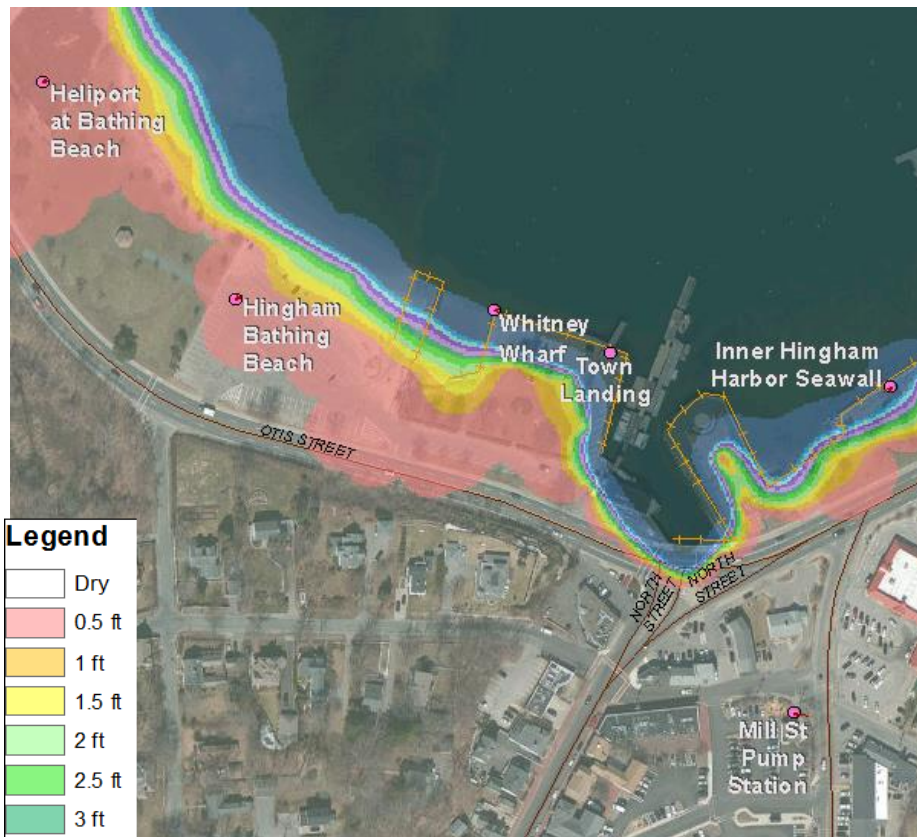 Heliport
at Bathing
Beach
Hingham
Bathing
Beach
Whitney
Wharf
Town
Landing
Inner Hingham
Harbor Seawall
OTIS STREET
NORTH
STREET
NORTH
STREET
Mill St
Pump
Station
Legend
Dry
0.5 ft
1 ft
1.5 ft
2 ft
2.5 ft
3 ft